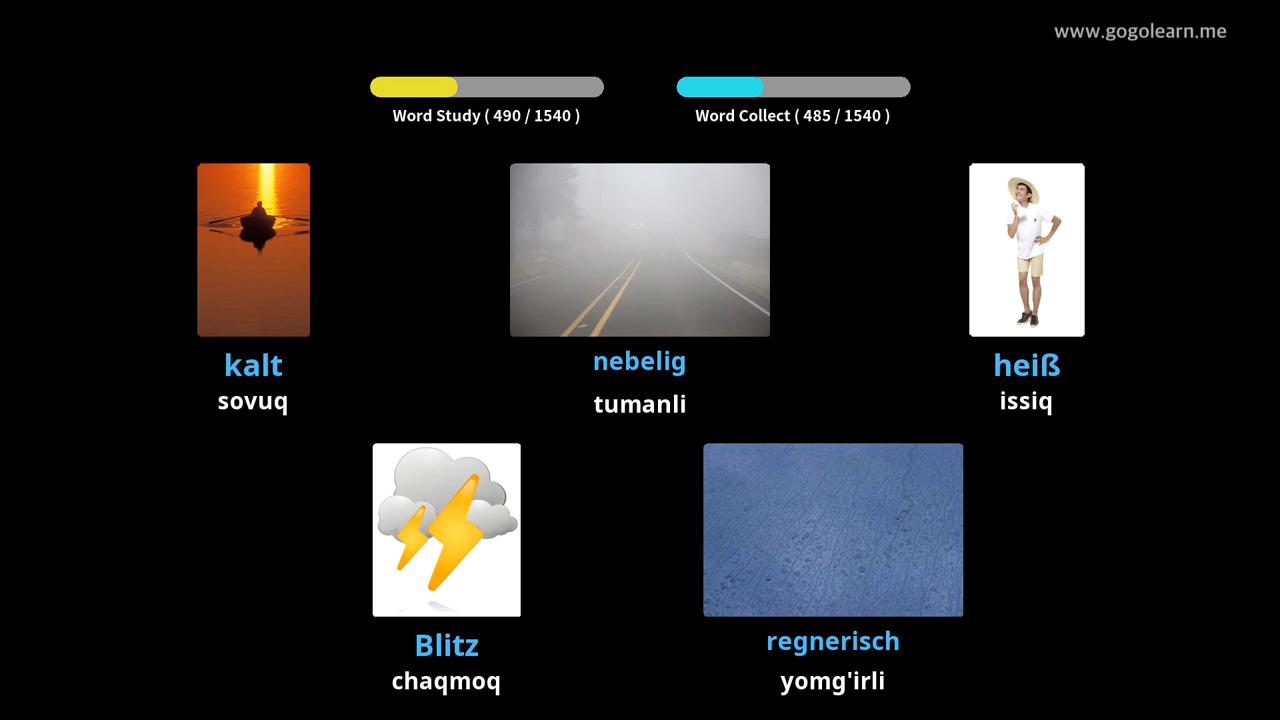 www.gogolearn.me
Word Study ( 490 / 1540 )
Word Collect ( 485 / 1540 )
kalt
sovuq
nebelig
tumanli
heiß
issiq
Blitz
chaqmoq
regnerisch
yomg'irli